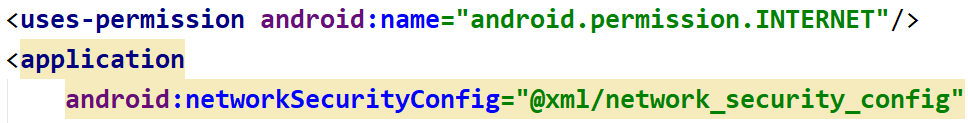 <uses-permission android:name="android.permission.INTERNET"/>
<application
android:networkSecurityConfig="@xml/network_security_config"